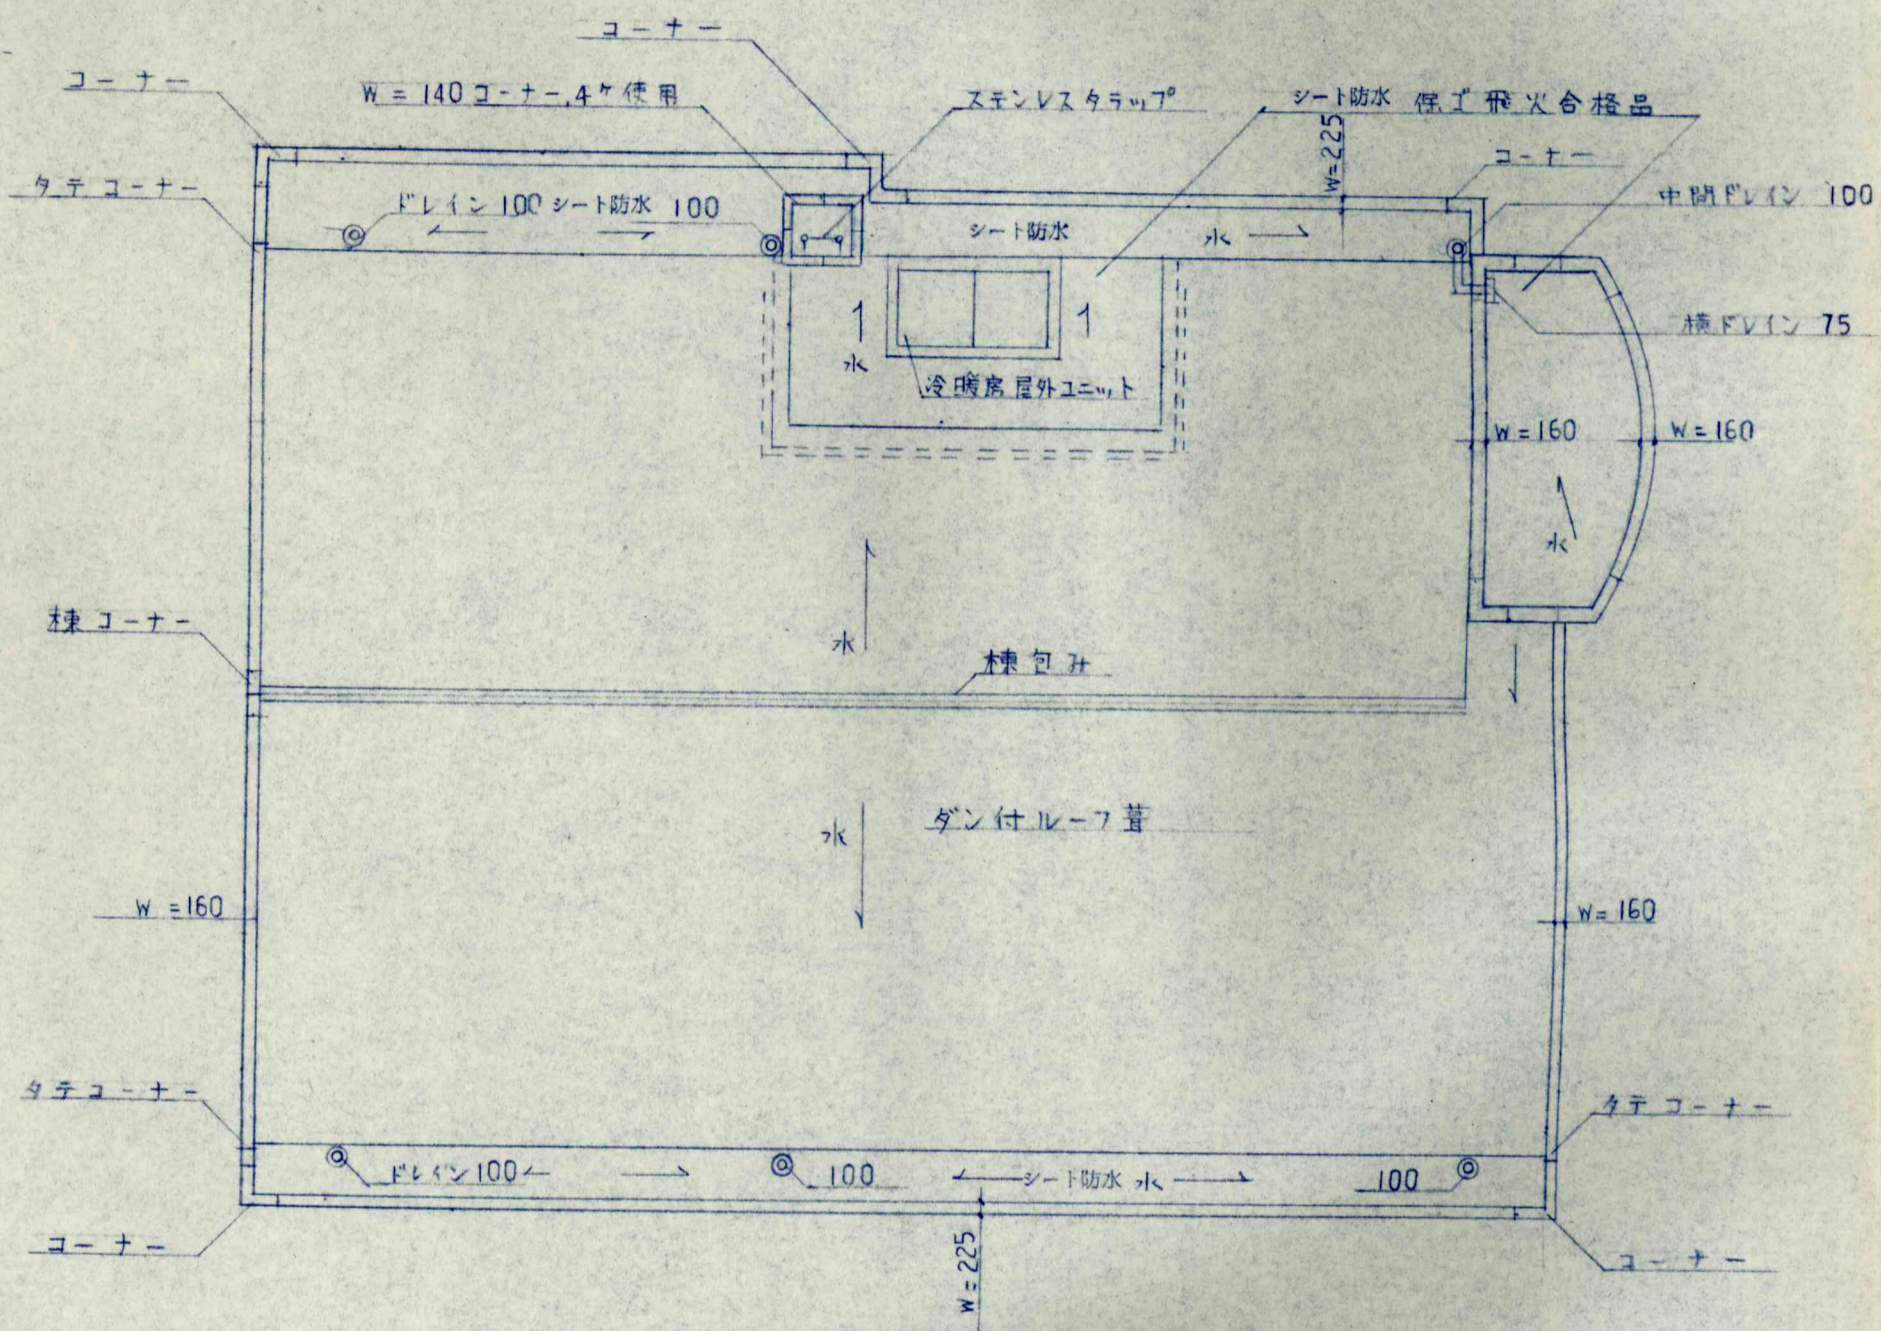 コーナー
コーナー
W=140コーナー.4ケ使用
ステンレスタラップ
シート防水 保ゴ飛火合格品
W=225
コーナー
タテコーナー
ドレイン 100 シート防水 100
中間ドレイン 100
シート防水 水
横ドレイン 75
水
冷暖房屋外ユニット
W=160
W=160
水
棟コーナー
水
棟包み
水
ダン付ルーフ葺
W=160
W=160
タテコーナー
タテコーナー
ドレイン100
100
シート防水 水
100
コーナー
コーナー
W=225